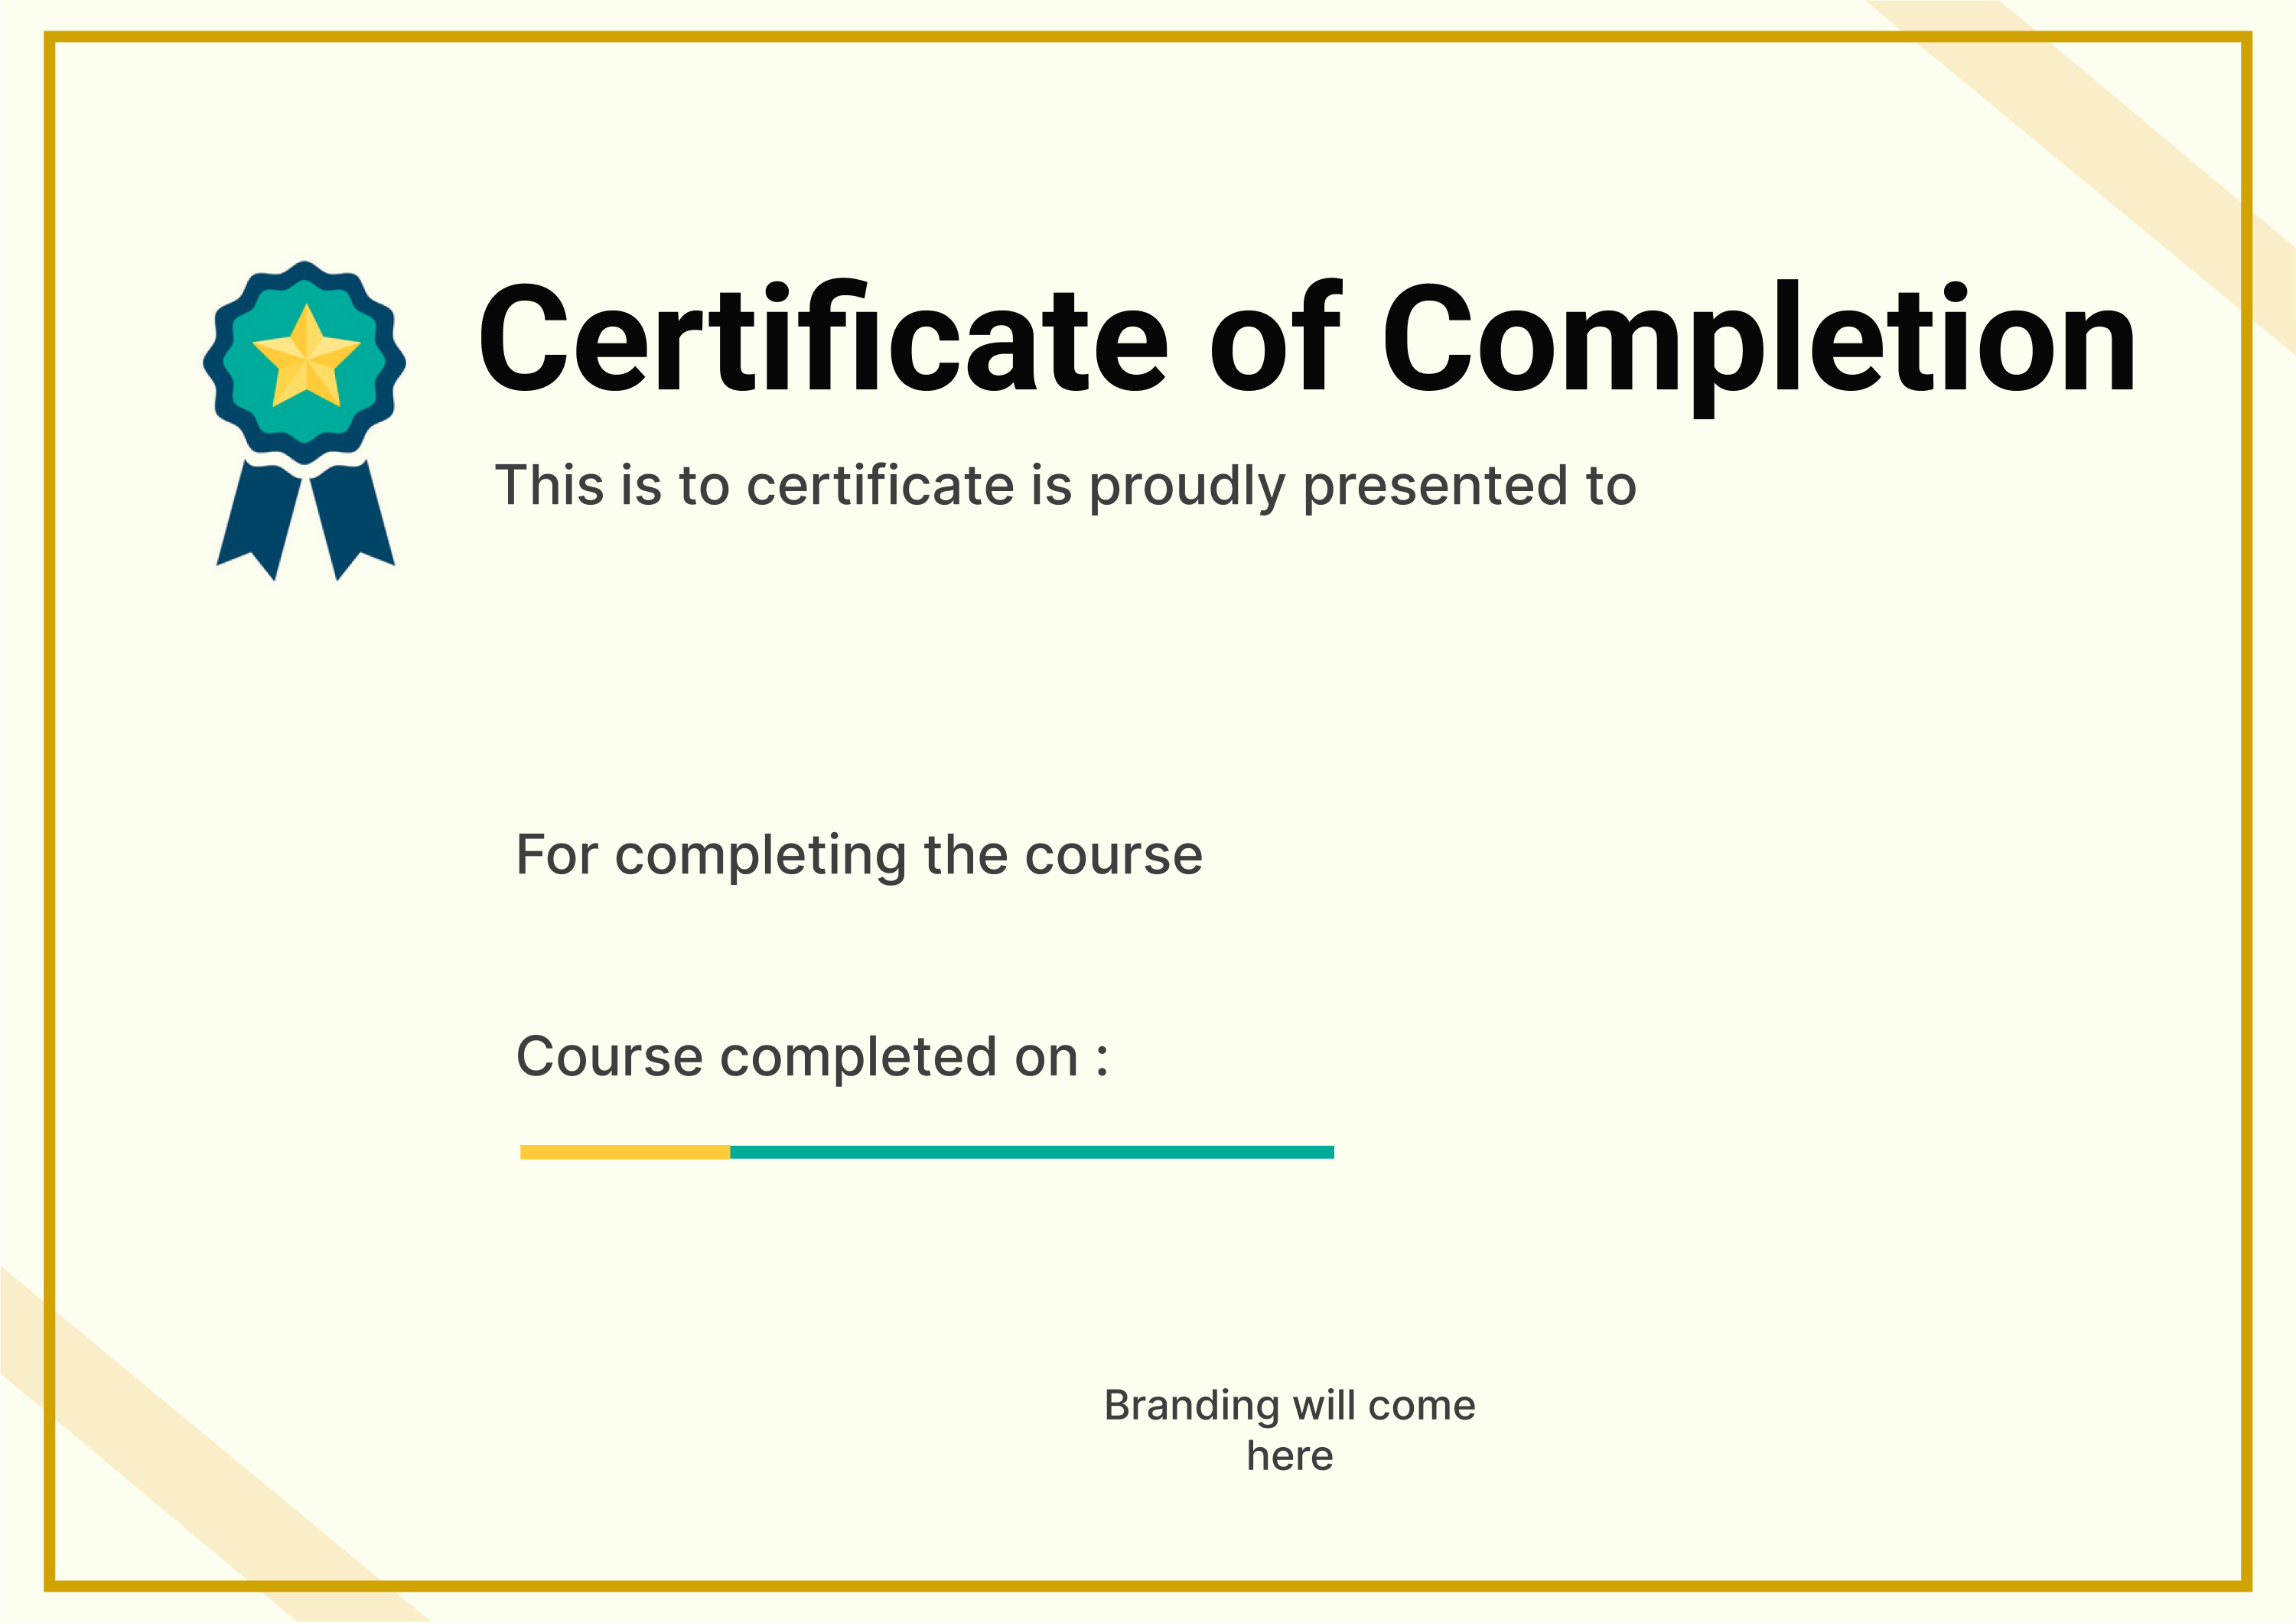 Certificate of Completion
This is to certificate is proudly presented to
For completing the course
Course completed on :
Branding will come
here